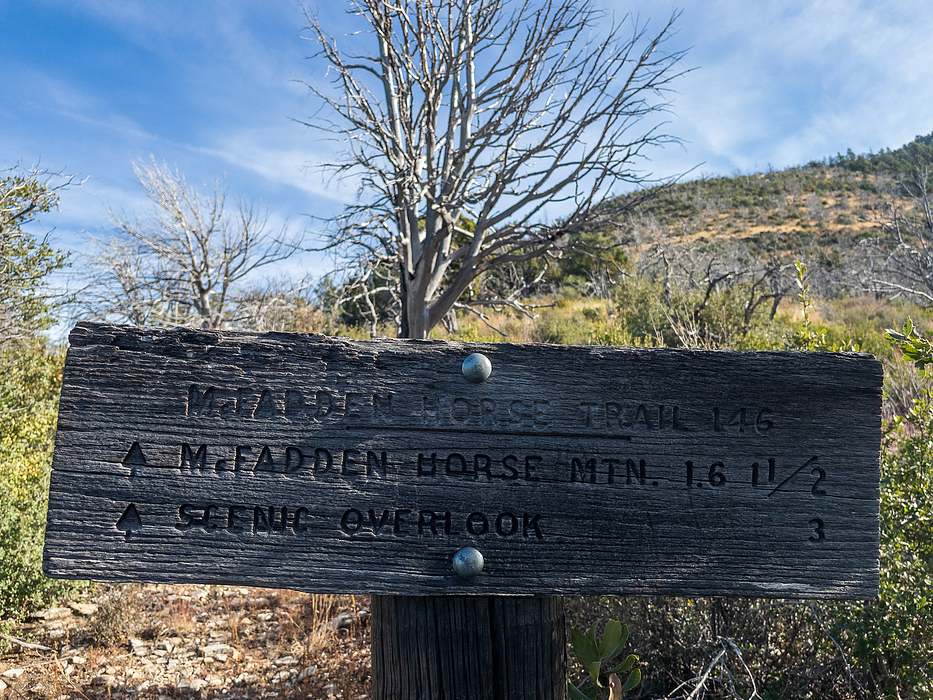 McFADDEN HORSE TRAIL 146
McFADDEN HORSE MTN. 1.6 1 1/2
SCENIC OVERLOOK 3